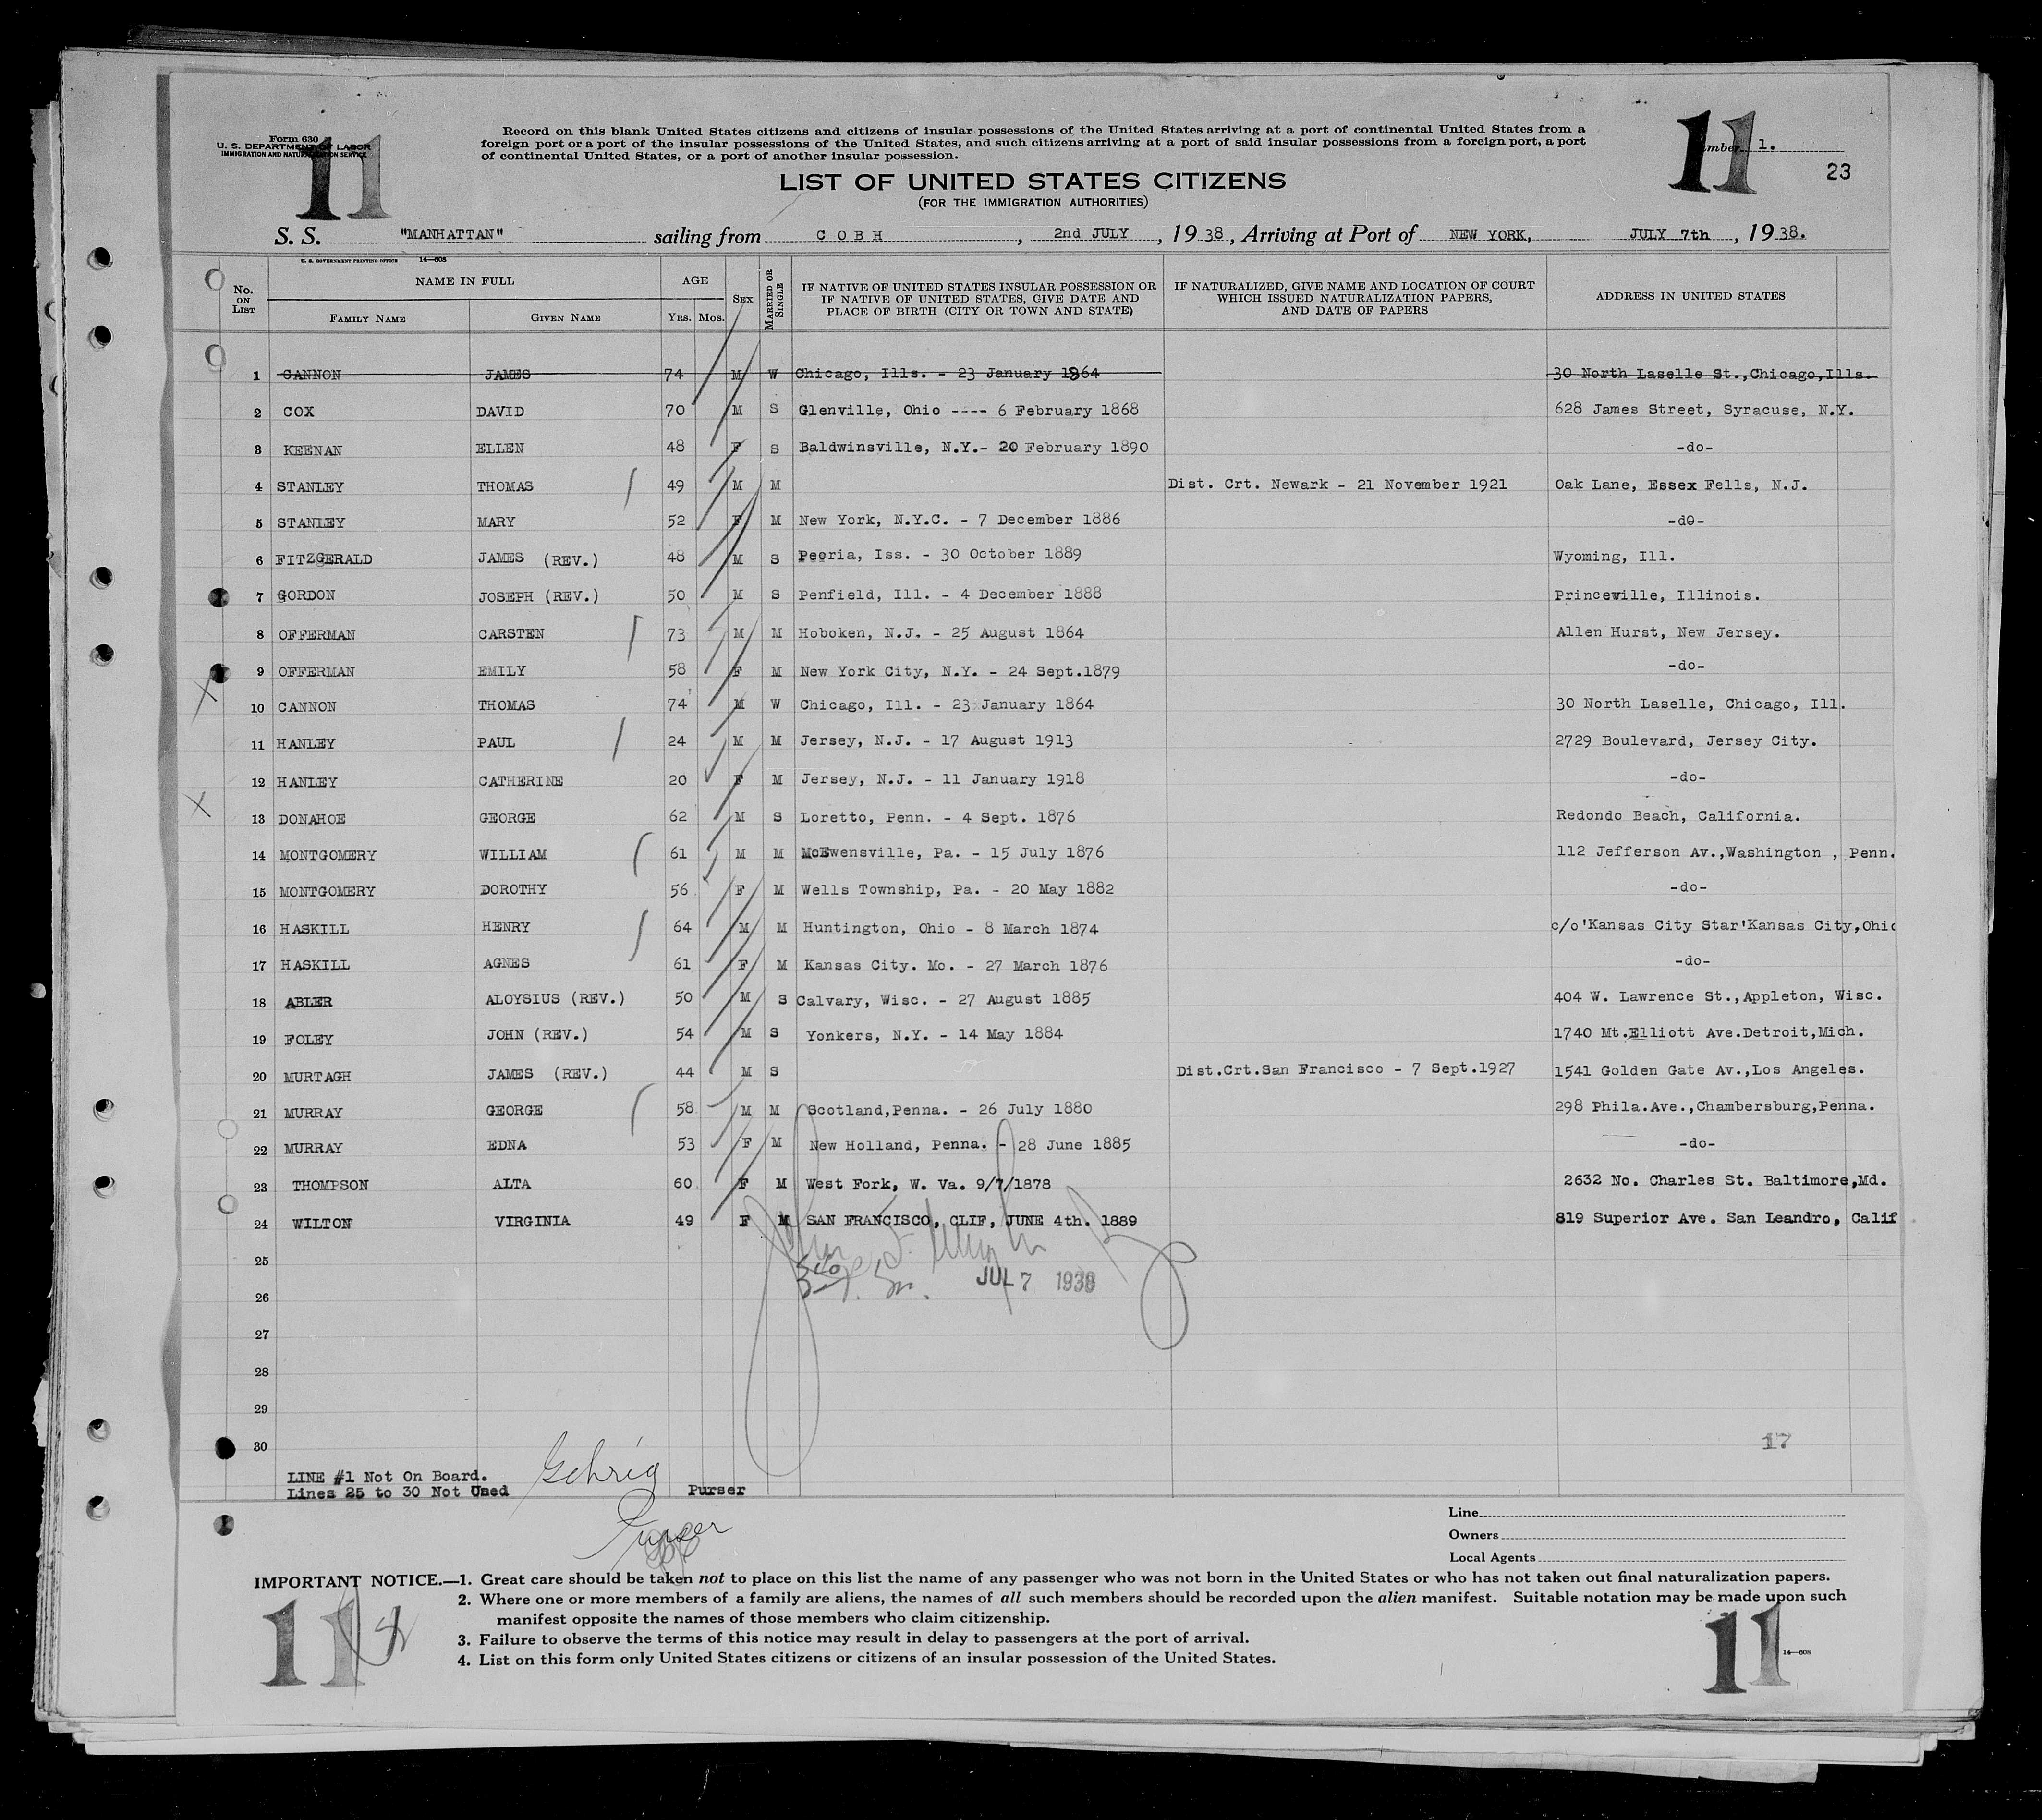 11
11
Form 630
U. S. DEPARTMENT OF LABOR
IMMIGRATION AND NATURALIZATION SERVICE
Record on this blank United States citizens and citizens of insular possessions of the United States arriving at a port of continental United States from a
foreign port or a port of the insular possessions of the United States, and such citizens arriving at a port of said insular possessions from a foreign port, a port
of continental United States, or a port of another insular possession.
mber 1.
23
LIST OF UNITED STATES CITIZENS
(FOR THE IMMIGRATION AUTHORITIES)
S. S. "MANHATTAN" sailing from COBH, 2nd JULY, 1938, Arriving at Port of NEW YORK, JULY 7th, 1938.
U. S. GOVERNMENT PRINTING OFFICE 14—608
No. ON LIST NAME IN FULL AGE SEX MARRIED OR SINGLE IF NATIVE OF UNITED STATES INSULAR POSSESSION OR IF NATIVE OF UNITED STATES, GIVE DATE AND PLACE OF BIRTH (CITY OR TOWN AND STATE) IF NATURALIZED, GIVE NAME AND LOCATION OF COURT WHICH ISSUED NATURALIZATION PAPERS, AND DATE OF PAPERS ADDRESS IN UNITED STATES
FAMILY NAME GIVEN NAME YRS. MOS.
1 CANNON JAMES 74 M W Chicago, Ills. - 23 January 1864 30 North Laselle St.,Chicago,Ills.
2 COX DAVID 70 M S Glenville, Ohio ---- 6 February 1868 628 James Street, Syracuse, N.Y.
3 KEENAN ELLEN 48 F S Baldwinsville, N.Y.- 20 February 1890 -do-
4 STANLEY THOMAS 49 M M Dist. Crt. Newark - 21 November 1921 Oak Lane, Essex Fells, N.J.
5 STANLEY MARY 52 F M New York, N.Y.C. - 7 December 1886 -do-
6 FITZGERALD JAMES (REV.) 48 M S Peoria, Iss. - 30 October 1889 Wyoming, Ill.
7 GORDON JOSEPH (REV.) 50 M S Penfield, Ill. - 4 December 1888 Princeville, Illinois.
8 OFFERMAN CARSTEN 73 M M Hoboken, N.J. - 25 August 1864 Allen Hurst, New Jersey.
9 OFFERMAN EMILY 58 F M New York City, N.Y. - 24 Sept.1879 -do-
10 CANNON THOMAS 74 M W Chicago, Ill. - 23 January 1864 30 North Laselle, Chicago, Ill.
11 HANLEY PAUL 24 M M Jersey, N.J. - 17 August 1913 2729 Boulevard, Jersey City.
12 HANLEY CATHERINE 20 F M Jersey, N.J. - 11 January 1918 -do-
13 DONAHOE GEORGE 62 M S Loretto, Penn. - 4 Sept. 1876 Redondo Beach, California.
14 MONTGOMERY WILLIAM 61 M M McEwensville, Pa. - 15 July 1876 112 Jefferson Av.,Washington , Penn.
15 MONTGOMERY DOROTHY 56 F M Wells Township, Pa. - 20 May 1882 -do-
16 HASKILL HENRY 64 M M Huntington, Ohio - 8 March 1874 c/o'Kansas City Star'Kansas City,Ohio
17 HASKILL AGNES 61 F M Kansas City. Mo. - 27 March 1876 -do-
18 ABLER ALOYSIUS (REV.) 50 M S Calvary, Wisc. - 27 August 1885 404 W. Lawrence St.,Appleton, Wisc.
19 FOLEY JOHN (REV.) 54 M S Yonkers, N.Y. - 14 May 1884 1740 Mt.Elliott Ave.Detroit,Mich.
20 MURTAGH JAMES (REV.) 44 M S Dist.Crt.San Francisco - 7 Sept.1927 1541 Golden Gate Av.,Los Angeles.
21 MURRAY GEORGE 58 M M Scotland,Penna. - 26 July 1880 298 Phila.Ave.,Chambersburg,Penna.
22 MURRAY EDNA 53 F M New Holland, Penna. - 28 June 1885 -do-
23 THOMPSON ALTA 60 F M West Fork, W. Va. 9/7/1878 2632 No. Charles St. Baltimore,Md.
24 WILTON VIRGINIA 49 F M SAN FRANCISCO, CLIF, JUNE 4th. 1889 819 Superior Ave. San Leandro, Calif
25
JUL 7 1938
26
27
28
29
30
17
LINE #1 Not On Board.
Lines 25 to 30 Not Used
Gehrig
Purser
Purser
Line
Owners
Local Agents
IMPORTANT NOTICE.—1. Great care should be taken not to place on this list the name of any passenger who was not born in the United States or who has not taken out final naturalization papers.
2. Where one or more members of a family are aliens, the names of all such members should be recorded upon the alien manifest. Suitable notation may be made upon such
manifest opposite the names of those members who claim citizenship.
3. Failure to observe the terms of this notice may result in delay to passengers at the port of arrival.
4. List on this form only United States citizens or citizens of an insular possession of the United States.
11
11
14—608